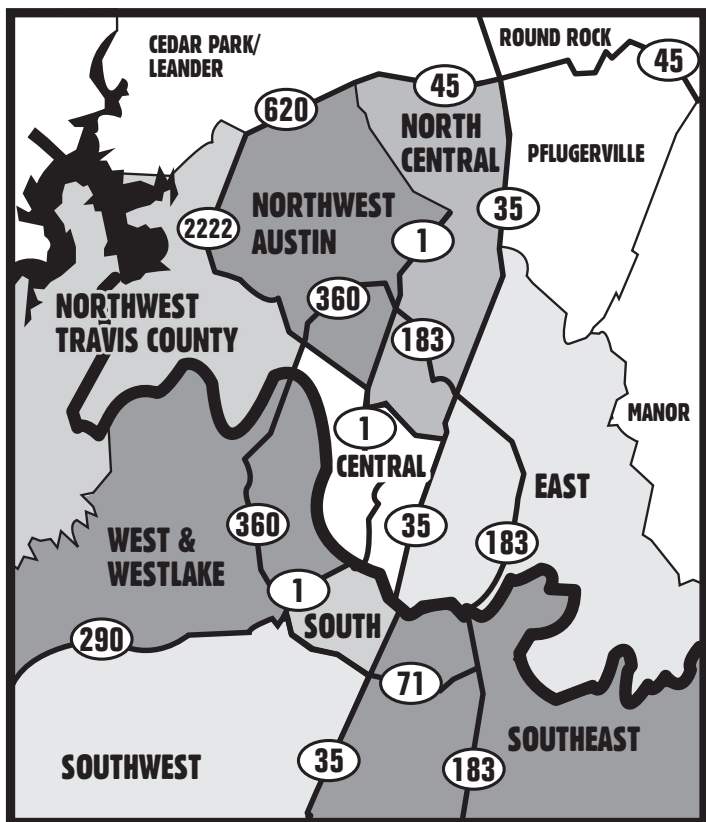 CEDAR PARK/
LEANDER
ROUND ROCK
45
45
620
NORTH
CENTRAL
PFLUGERVILLE
NORTHWEST
AUSTIN
35
2222
1
360
NORTHWEST
TRAVIS COUNTY
183
MANOR
1
CENTRAL
EAST
360
35
183
WEST &
WESTLAKE
1
SOUTH
290
71
SOUTHEAST
SOUTHWEST
35
183